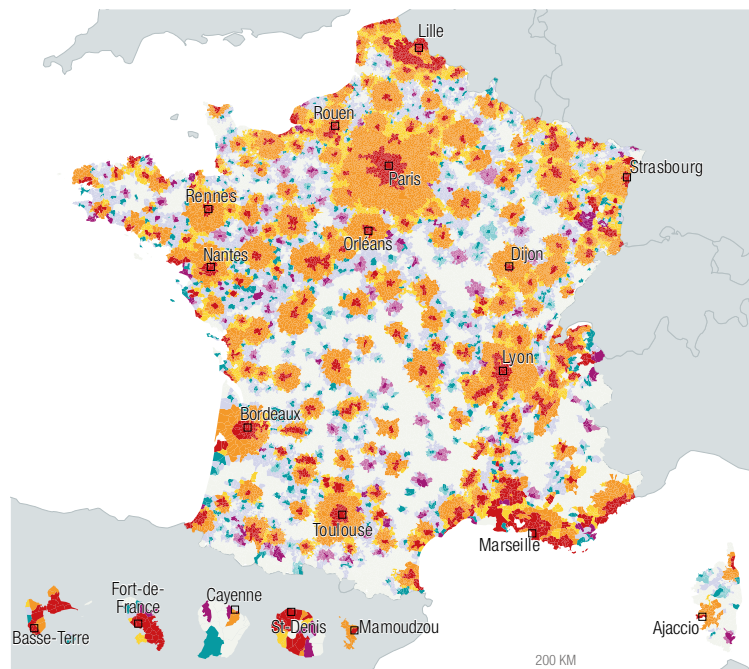 Lille
Rouen
Paris
Strasbourg
Rennes
Orléans
Nantes
Dijon
Lyon
Bordeaux
Toulouse
Marseille
Fort-de-
France
Cayenne
Basse-Terre
St-Denis
Mamoudzou
Ajaccio
200 KM